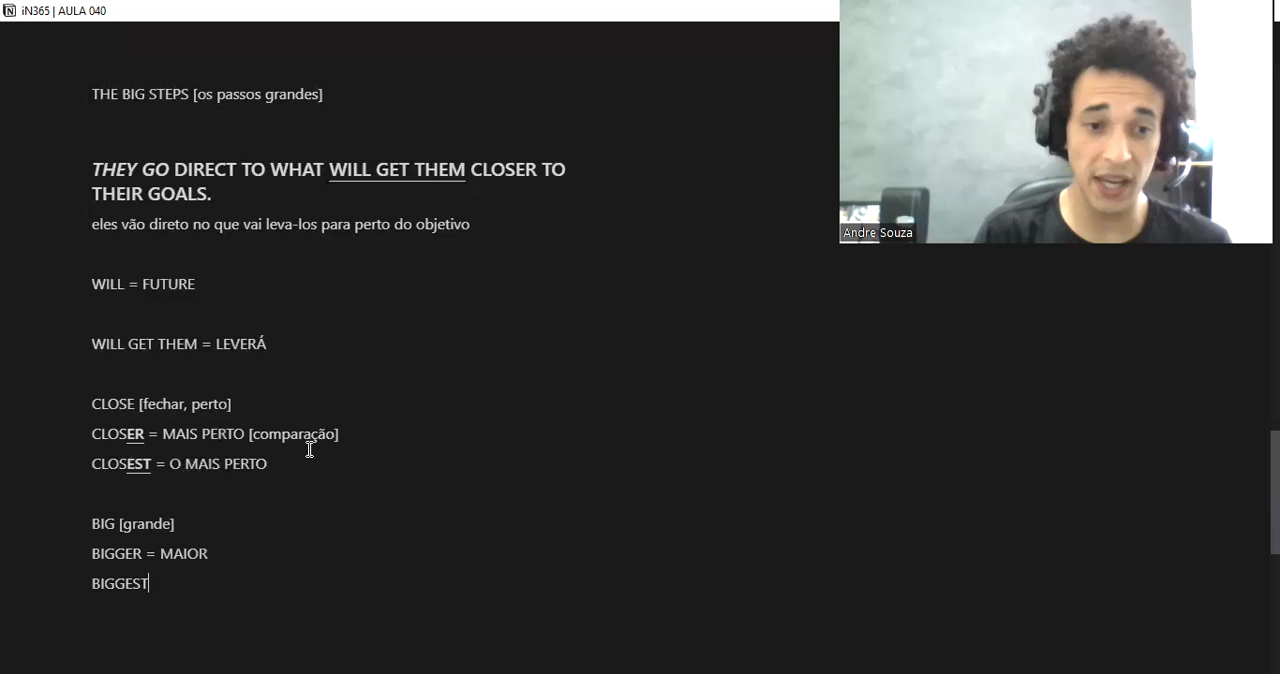 iN365 | AULA 040
THE BIG STEPS [os passos grandes]
THEY GO DIRECT TO WHAT WILL GET THEM CLOSER TO
THEIR GOALS.
eles vão direto no que vai leva-los para perto do objetivo
WILL = FUTURE
WILL GET THEM = LEVERÁ
CLOSE [fechar, perto]
CLOSER = MAIS PERTO [comparação]
CLOSEST = O MAIS PERTO
BIG [grande]
BIGGER = MAIOR
BIGGEST
Andre Souza